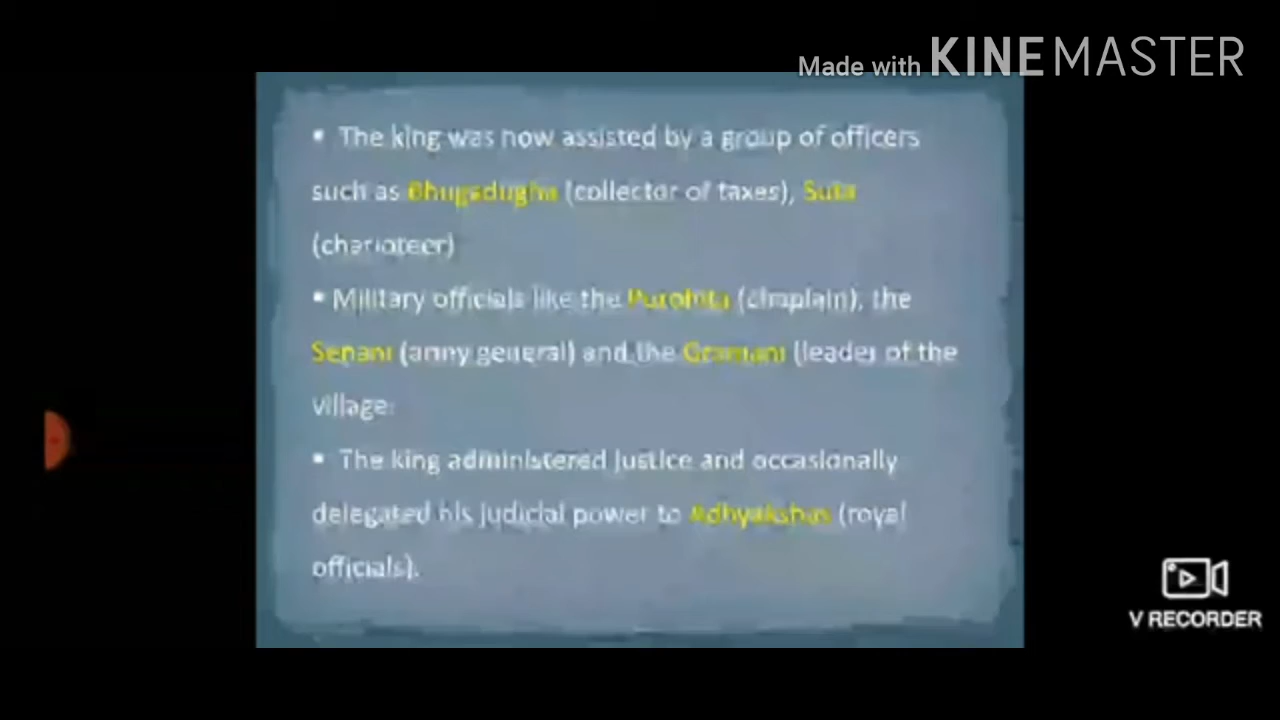 Made with KINEMASTER
• The king was now assisted by a group of officers
such as Bhugadugha (collector of taxes), Suta
(charioteer)
• Military officials like the Purohita (chaplain), the
Senani (army general) and the Gramani (leader of the
village.
• The king administered justice and occasionally
delegated his judicial power to Adhyakshas (royal
officials).
V RECORDER